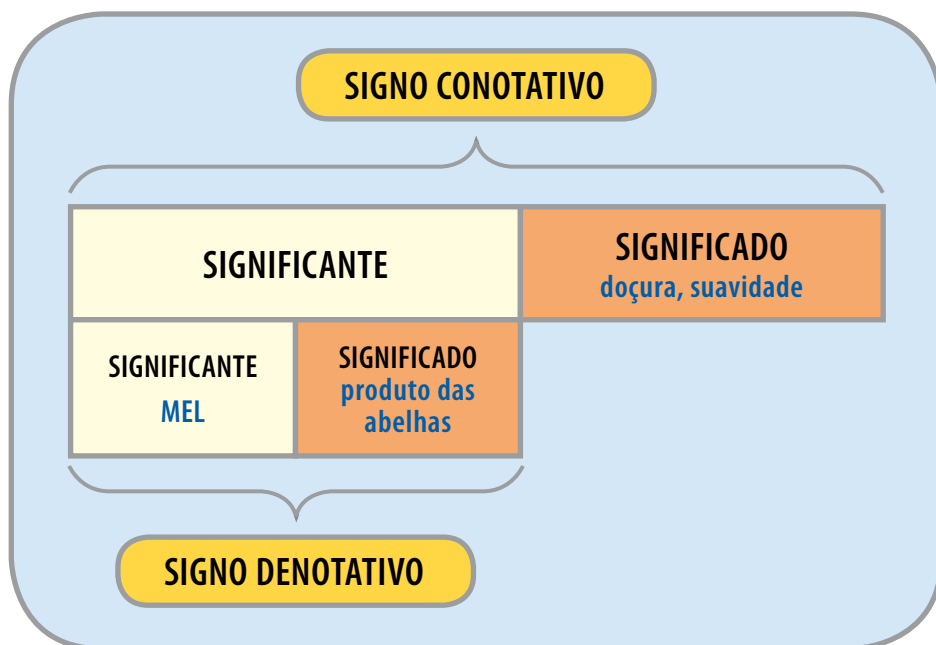 SIGNO CONOTATIVO
SIGNIFICANTE
SIGNIFICADO
doçura, suavidade
SIGNIFICANTE
MEL
SIGNIFICADO
produto das
abelhas
SIGNO DENOTATIVO